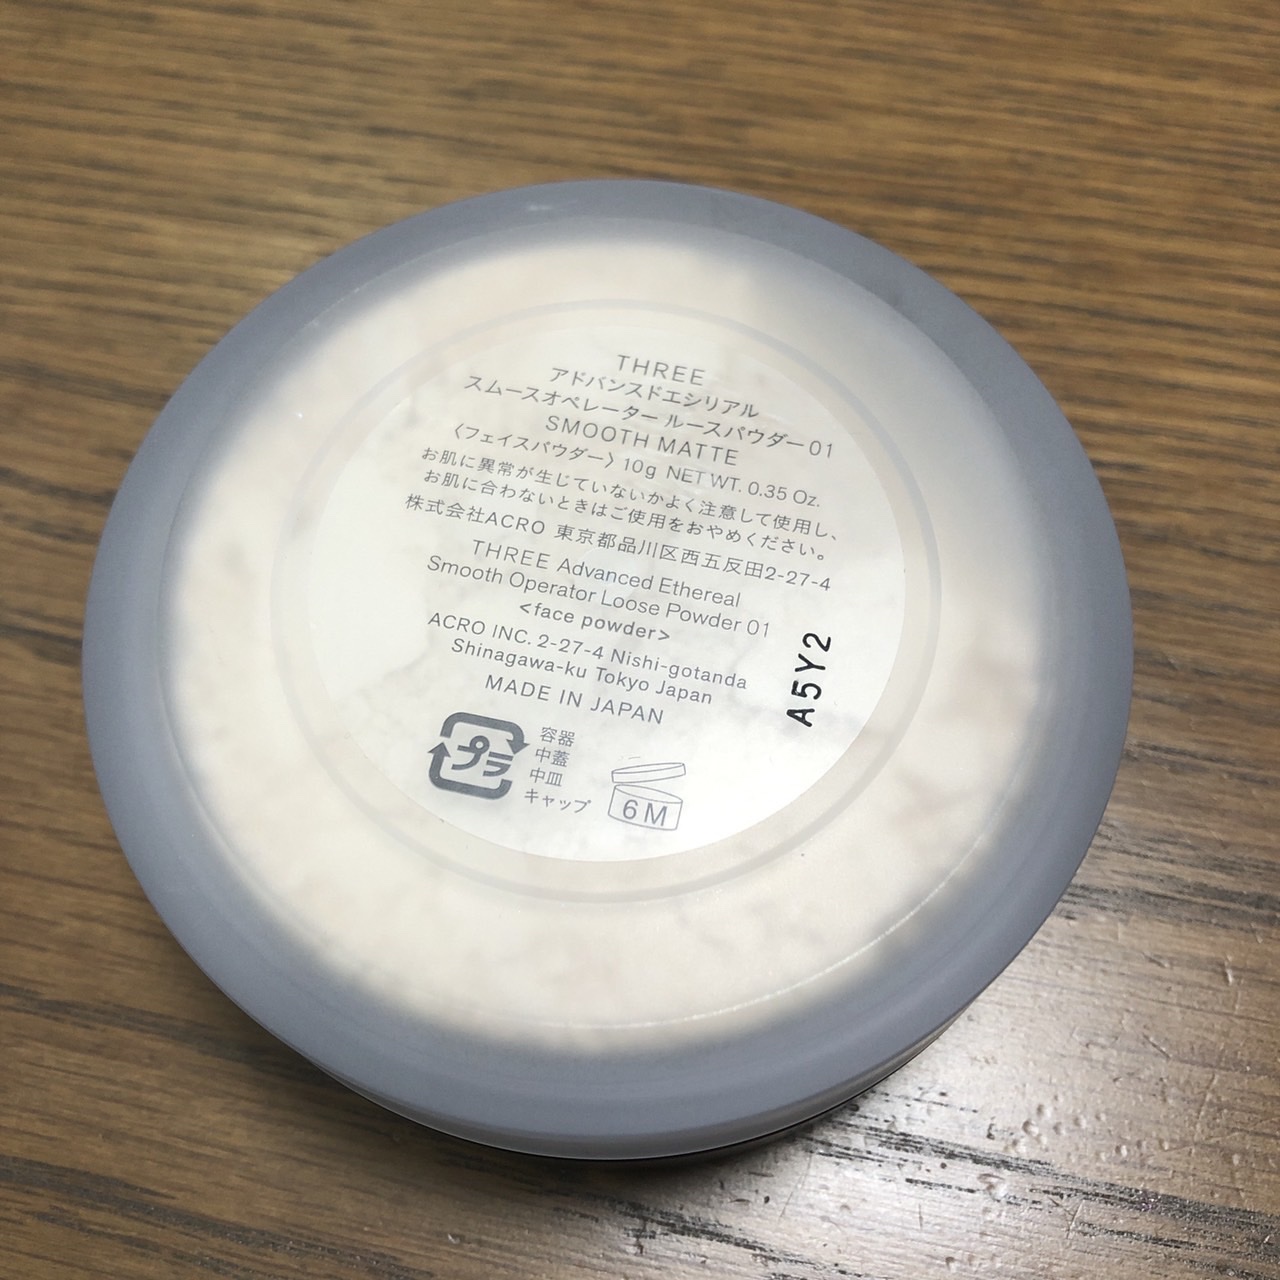 THREE
アドバンスドエシリアル
スムースオペレーター ルースパウダー 01
SMOOTH MATTE
〈フェイスパウダー〉10g NET WT. 0.35 Oz.
お肌に異常が生じていないかよく注意して使用し、
お肌に合わないときはご使用をおやめください。
株式会社ACRO 東京都品川区西五反田2-27-4
THREE Advanced Ethereal
Smooth Operator Loose Powder 01
<face powder>
ACRO INC. 2-27-4 Nishi-gotanda
Shinagawa-ku Tokyo Japan
MADE IN JAPAN
A5Y2
プラ
容器
中蓋
中皿
キャップ
6M